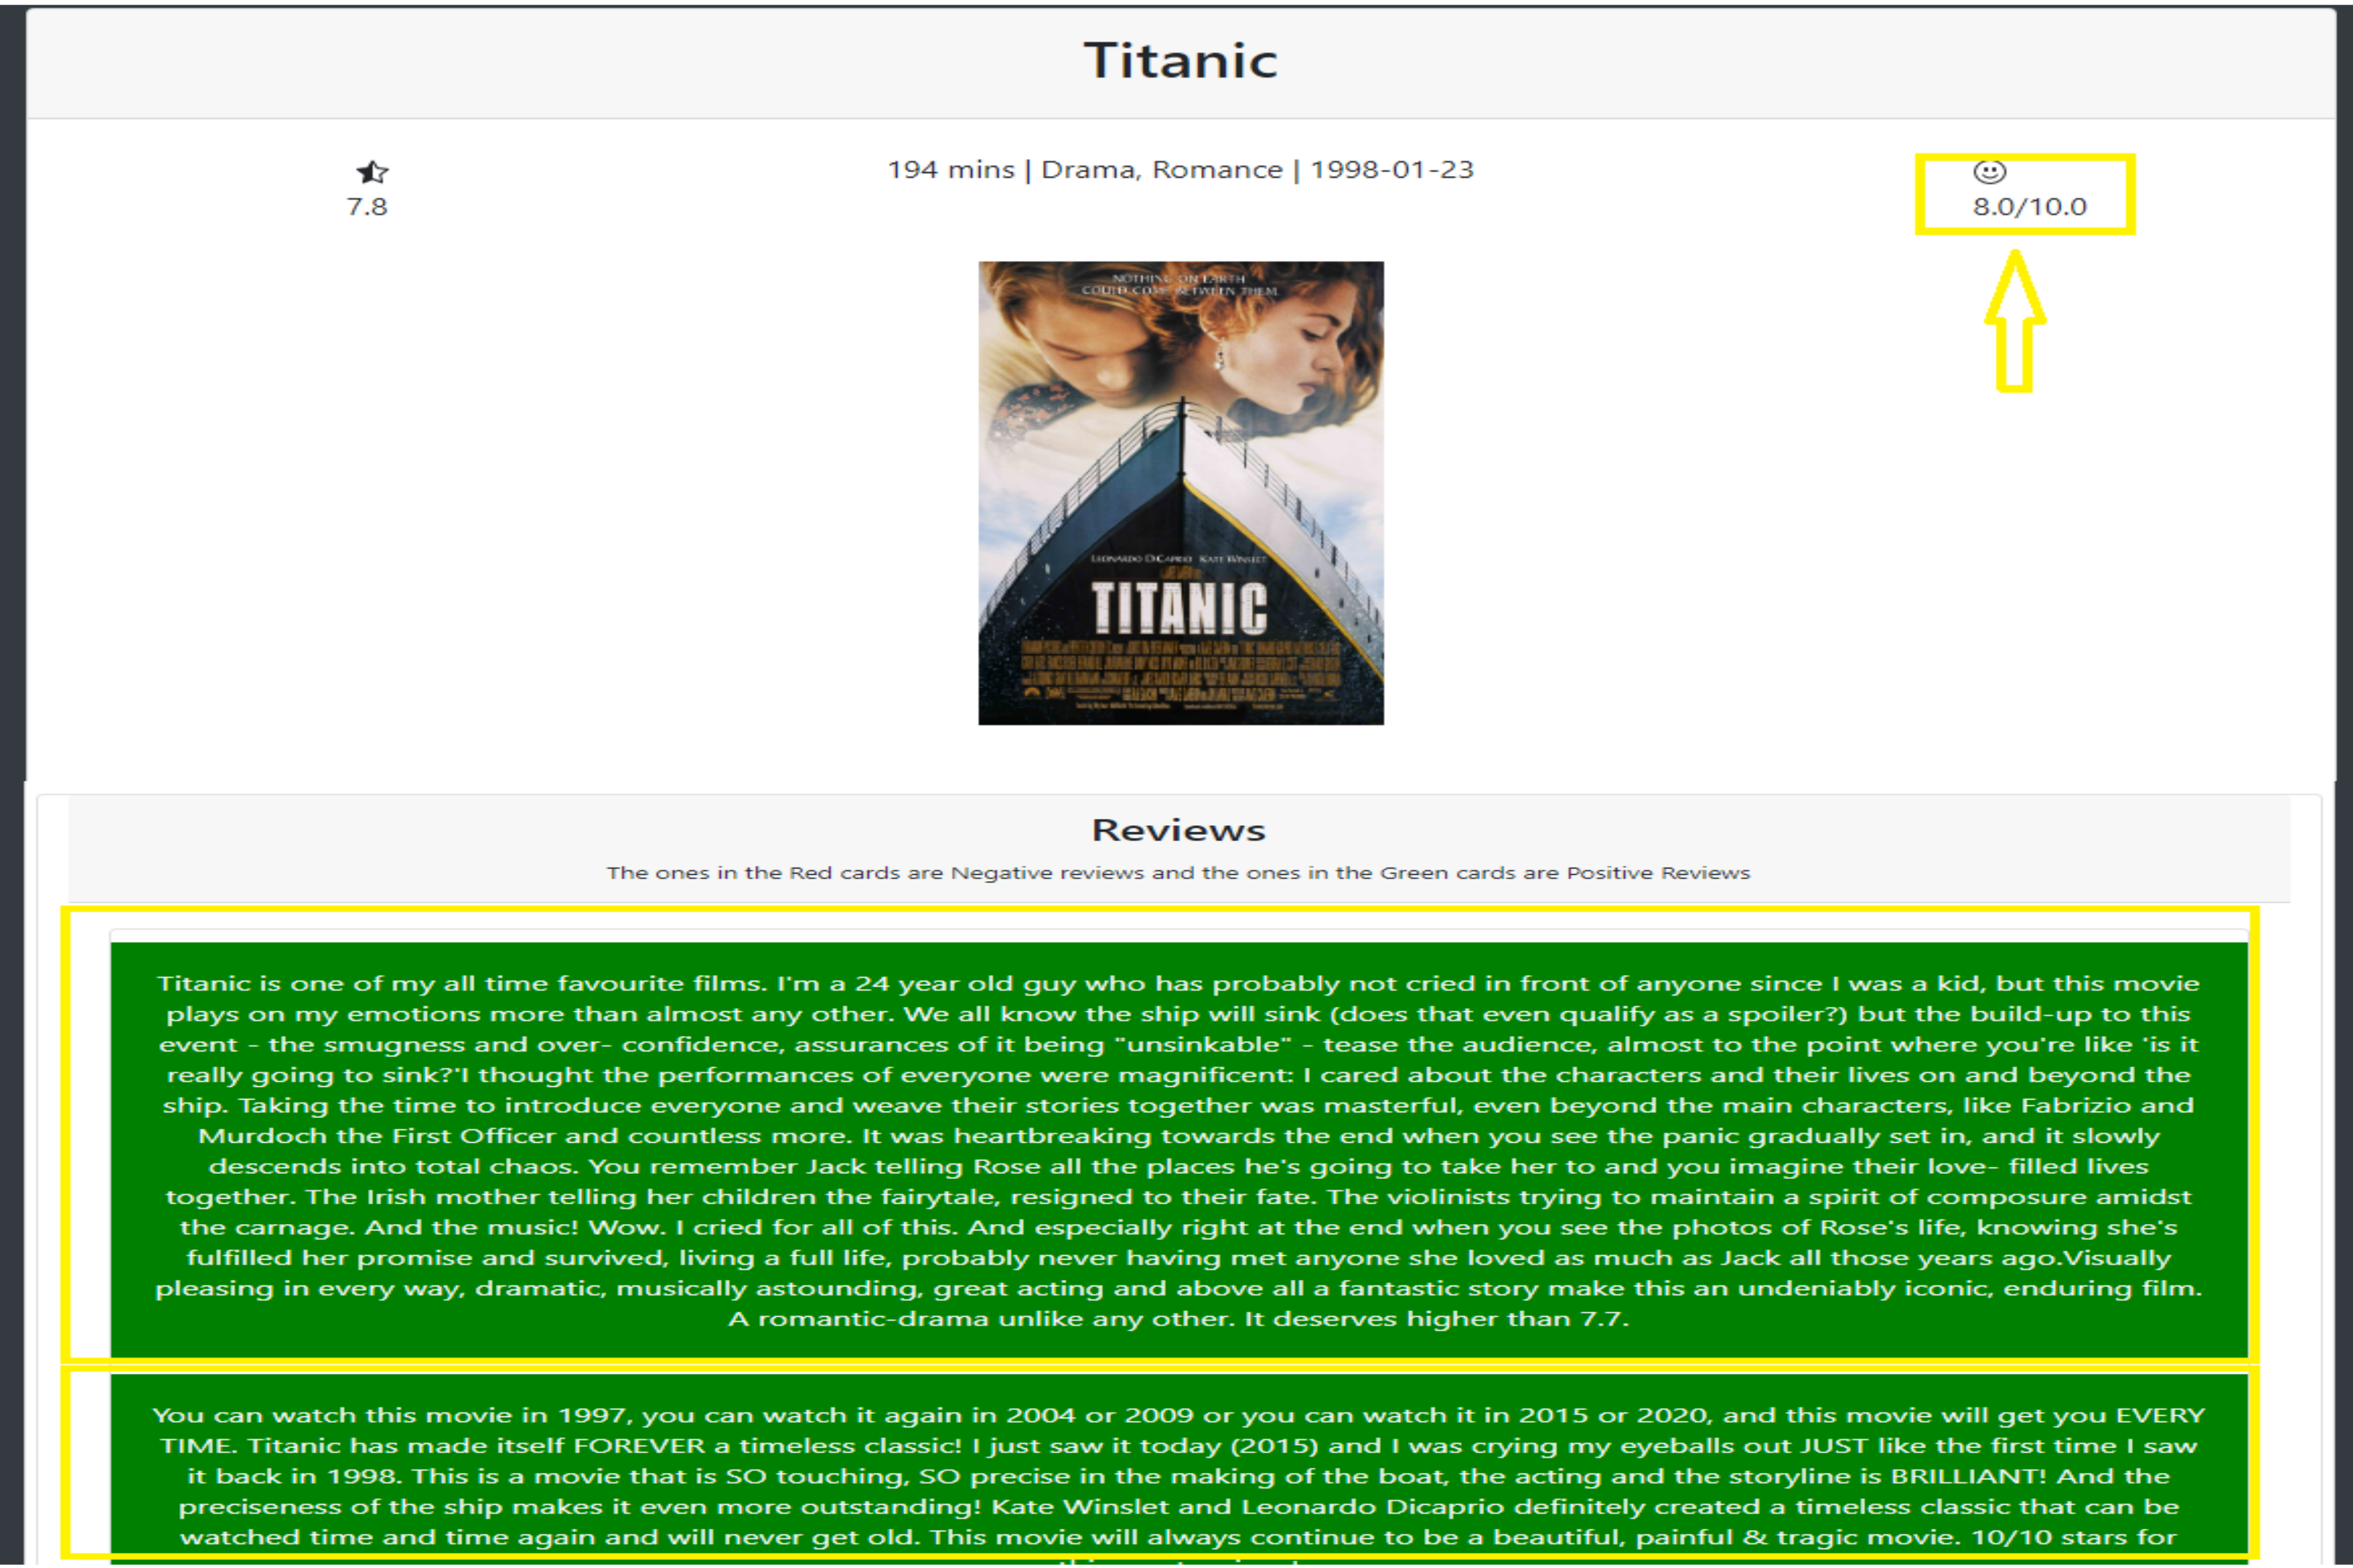 Titanic
194 mins | Drama, Romance | 1998-01-23
7.8
8.0/10.0
NOTHING ON EARTH
COULD COME BETWEEN THEM.
LEONARDO DICAPRIO KATE WINSLET
TITANIC
Reviews
The ones in the Red cards are Negative reviews and the ones in the Green cards are Positive Reviews
Titanic is one of my all time favourite films. I'm a 24 year old guy who has probably not cried in front of anyone since I was a kid, but this movie
plays on my emotions more than almost any other. We all know the ship will sink (does that even qualify as a spoiler?) but the build-up to this
event - the smugness and over- confidence, assurances of it being "unsinkable" - tease the audience, almost to the point where you're like 'is it
really going to sink?'I thought the performances of everyone were magnificent: I cared about the characters and their lives on and beyond the
ship. Taking the time to introduce everyone and weave their stories together was masterful, even beyond the main characters, like Fabrizio and
Murdoch the First Officer and countless more. It was heartbreaking towards the end when you see the panic gradually set in, and it slowly
descends into total chaos. You remember Jack telling Rose all the places he's going to take her to and you imagine their love- filled lives
together. The Irish mother telling her children the fairytale, resigned to their fate. The violinists trying to maintain a spirit of composure amidst
the carnage. And the music! Wow. I cried for all of this. And especially right at the end when you see the photos of Rose's life, knowing she's
fulfilled her promise and survived, living a full life, probably never having met anyone she loved as much as Jack all those years ago.Visually
pleasing in every way, dramatic, musically astounding, great acting and above all a fantastic story make this an undeniably iconic, enduring film.
A romantic-drama unlike any other. It deserves higher than 7.7.
You can watch this movie in 1997, you can watch it again in 2004 or 2009 or you can watch it in 2015 or 2020, and this movie will get you EVERY
TIME. Titanic has made itself FOREVER a timeless classic! I just saw it today (2015) and I was crying my eyeballs out JUST like the first time I saw
it back in 1998. This is a movie that is SO touching, SO precise in the making of the boat, the acting and the storyline is BRILLIANT! And the
preciseness of the ship makes it even more outstanding! Kate Winslet and Leonardo Dicaprio definitely created a timeless classic that can be
watched time and time again and will never get old. This movie will always continue to be a beautiful, painful & tragic movie. 10/10 stars for